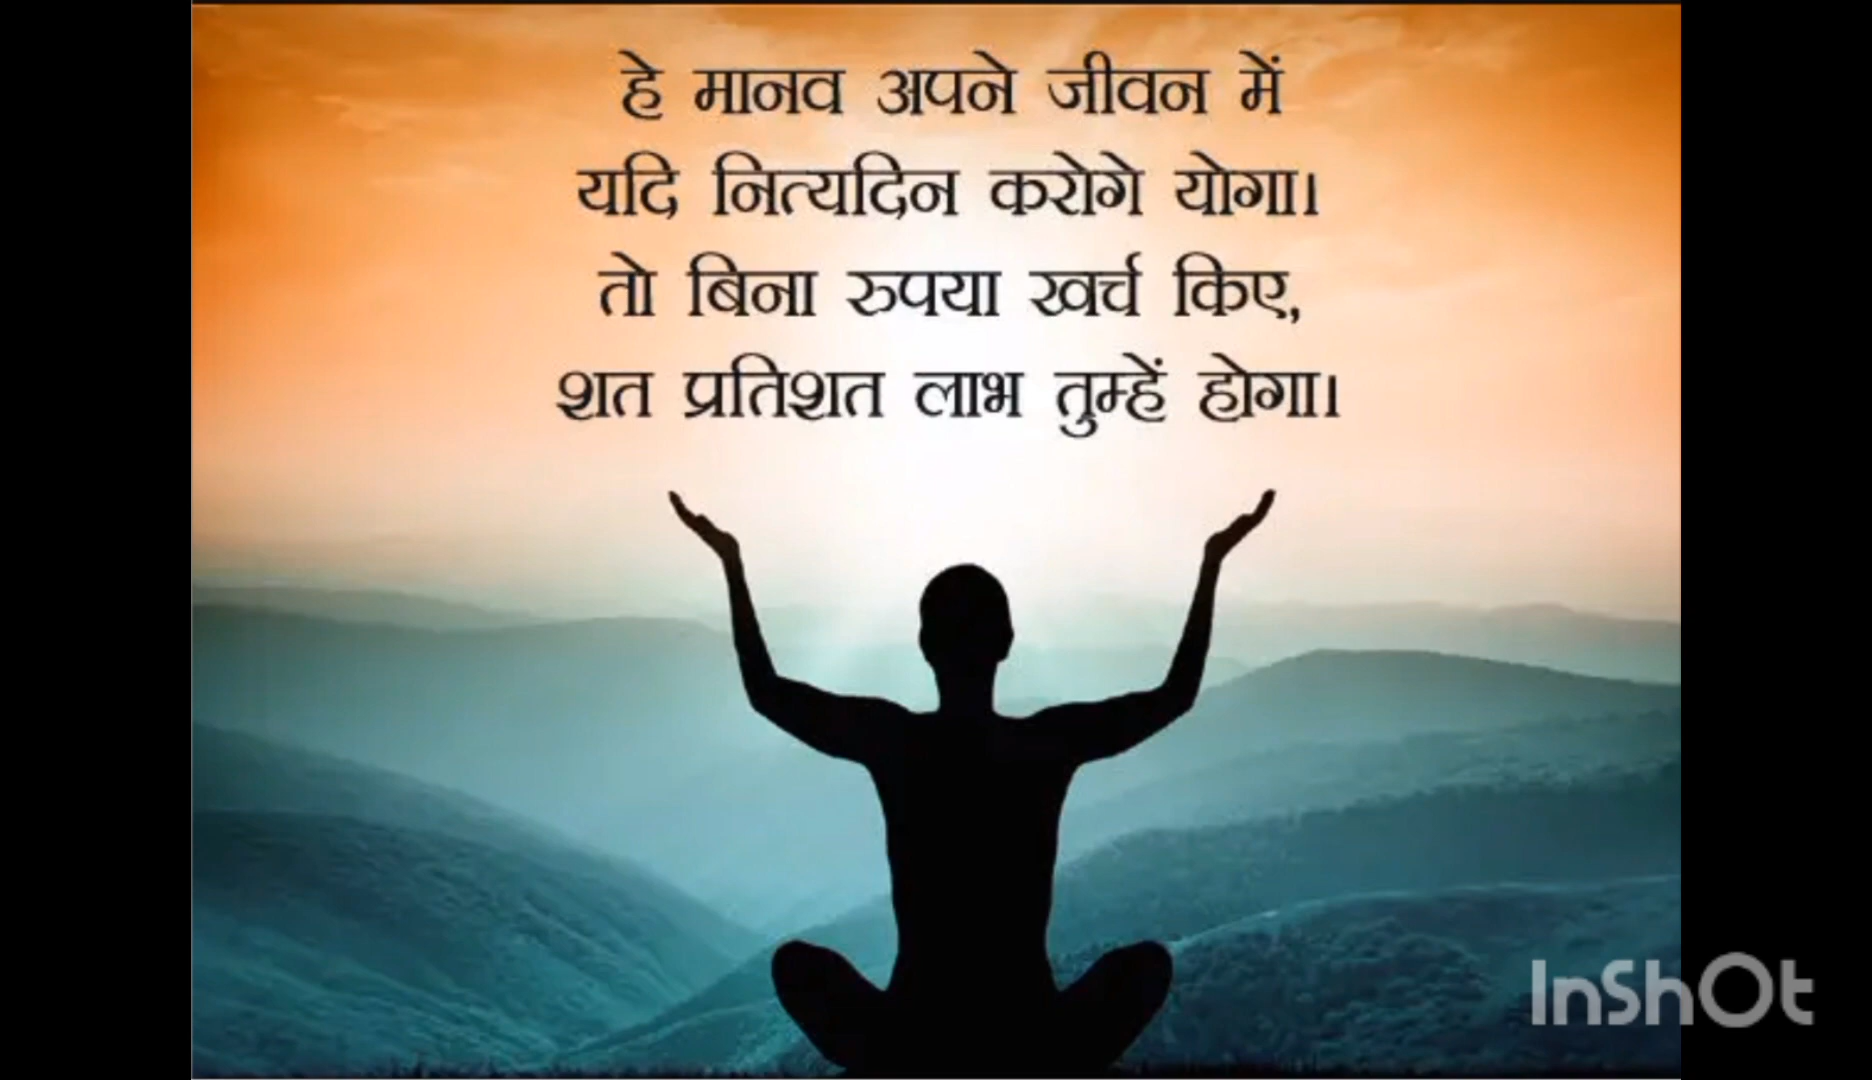 हे मानव अपने जीवन में
यदि नित्यदिन करोगे योगा।
तो बिना रुपया खर्च किए,
शत प्रतिशत लाभ तुम्हें होगा।
InShOt